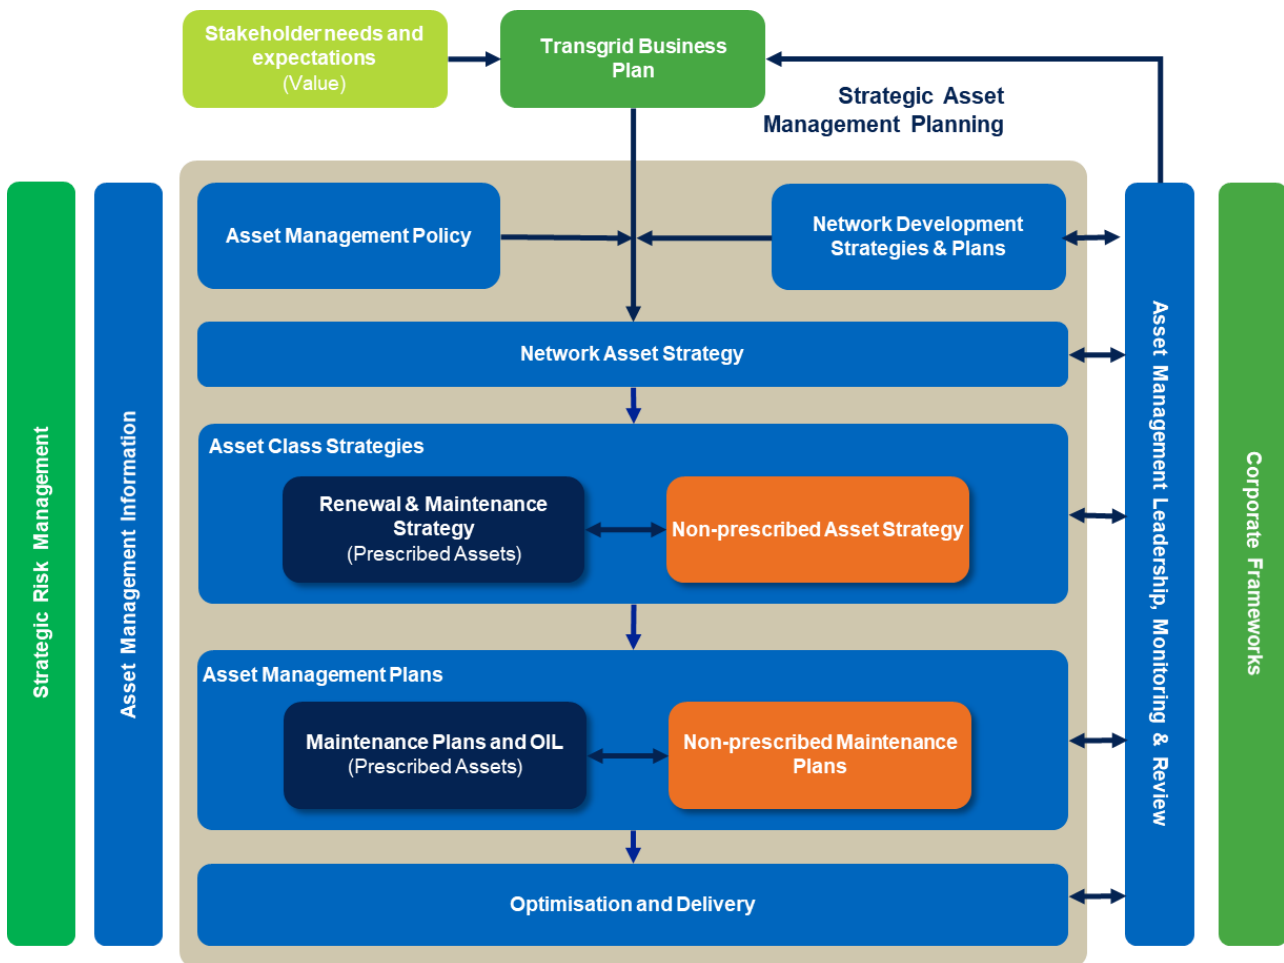 Stakeholder needs and
expectations
(Value)
Transgrid Business
Plan
Strategic Asset
Management Planning
Strategic Risk Management
Asset Management Information
Asset Management Policy
Network Development
Strategies & Plans
Network Asset Strategy
Asset Class Strategies
Renewal & Maintenance
Strategy
(Prescribed Assets)
Non-prescribed Asset Strategy
Asset Management Plans
Maintenance Plans and OIL
(Prescribed Assets)
Non-prescribed Maintenance
Plans
Optimisation and Delivery
Asset Management Leadership, Monitoring & Review
Corporate Frameworks